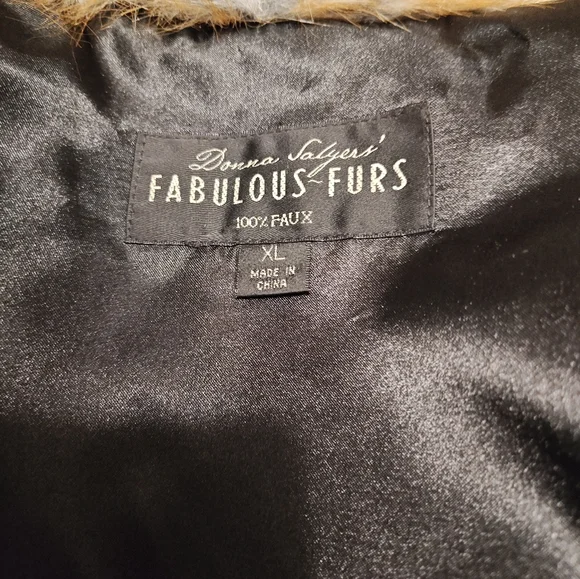 Donna Salyers'
FABULOUS~FURS
100% FAUX
XL
MADE IN
CHINA